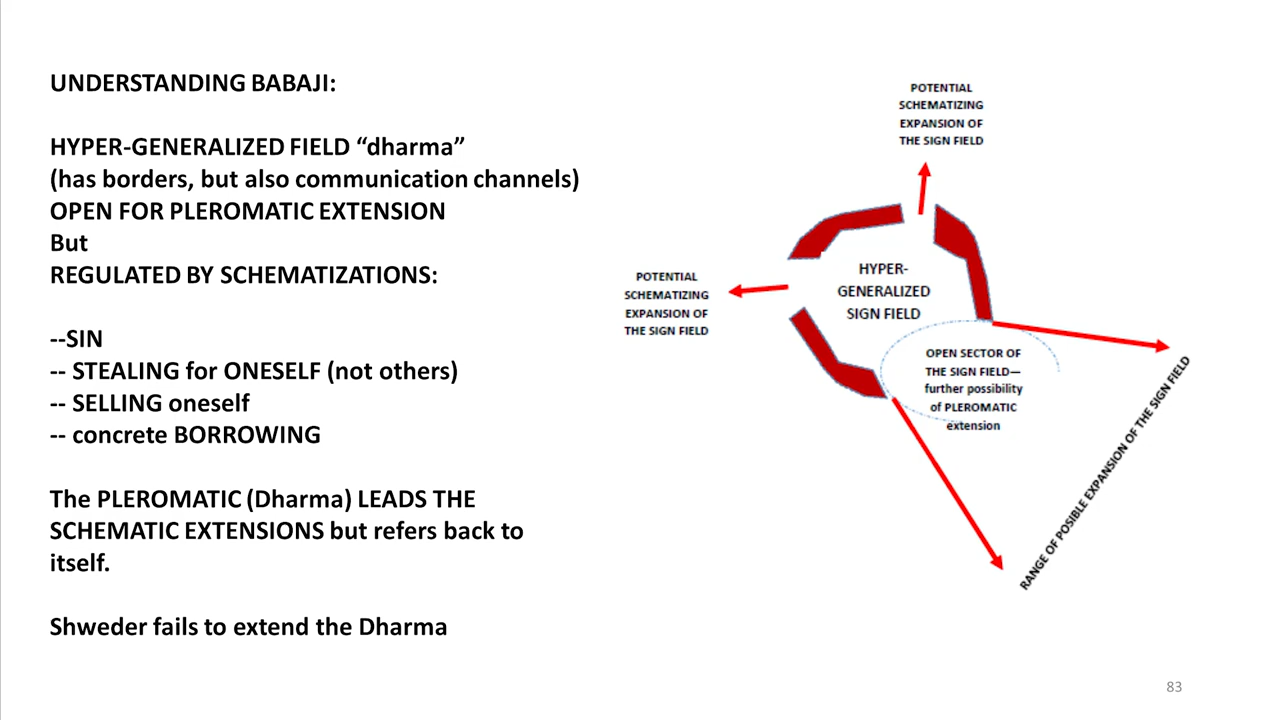 UNDERSTANDING BABAJI:
HYPER-GENERALIZED FIELD “dharma”
(has borders, but also communication channels)
OPEN FOR PLEROMATIC EXTENSION
But
REGULATED BY SCHEMATIZATIONS:
--SIN
-- STEALING for ONESELF (not others)
-- SELLING oneself
-- concrete BORROWING
The PLEROMATIC (Dharma) LEADS THE
SCHEMATIC EXTENSIONS but refers back to
itself.
Shweder fails to extend the Dharma
POTENTIAL
SCHEMATIZING
EXPANSION OF
THE SIGN FIELD
POTENTIAL
SCHEMATIZING
EXPANSION OF
THE SIGN FIELD
HYPER-
GENERALIZED
SIGN FIELD
OPEN SECTOR OF
THE SIGN FIELD—
further possibility
of PLEROMATIC
extension
RANGE OF POSIBLE EXPANSION OF THE SIGN FIELD
83